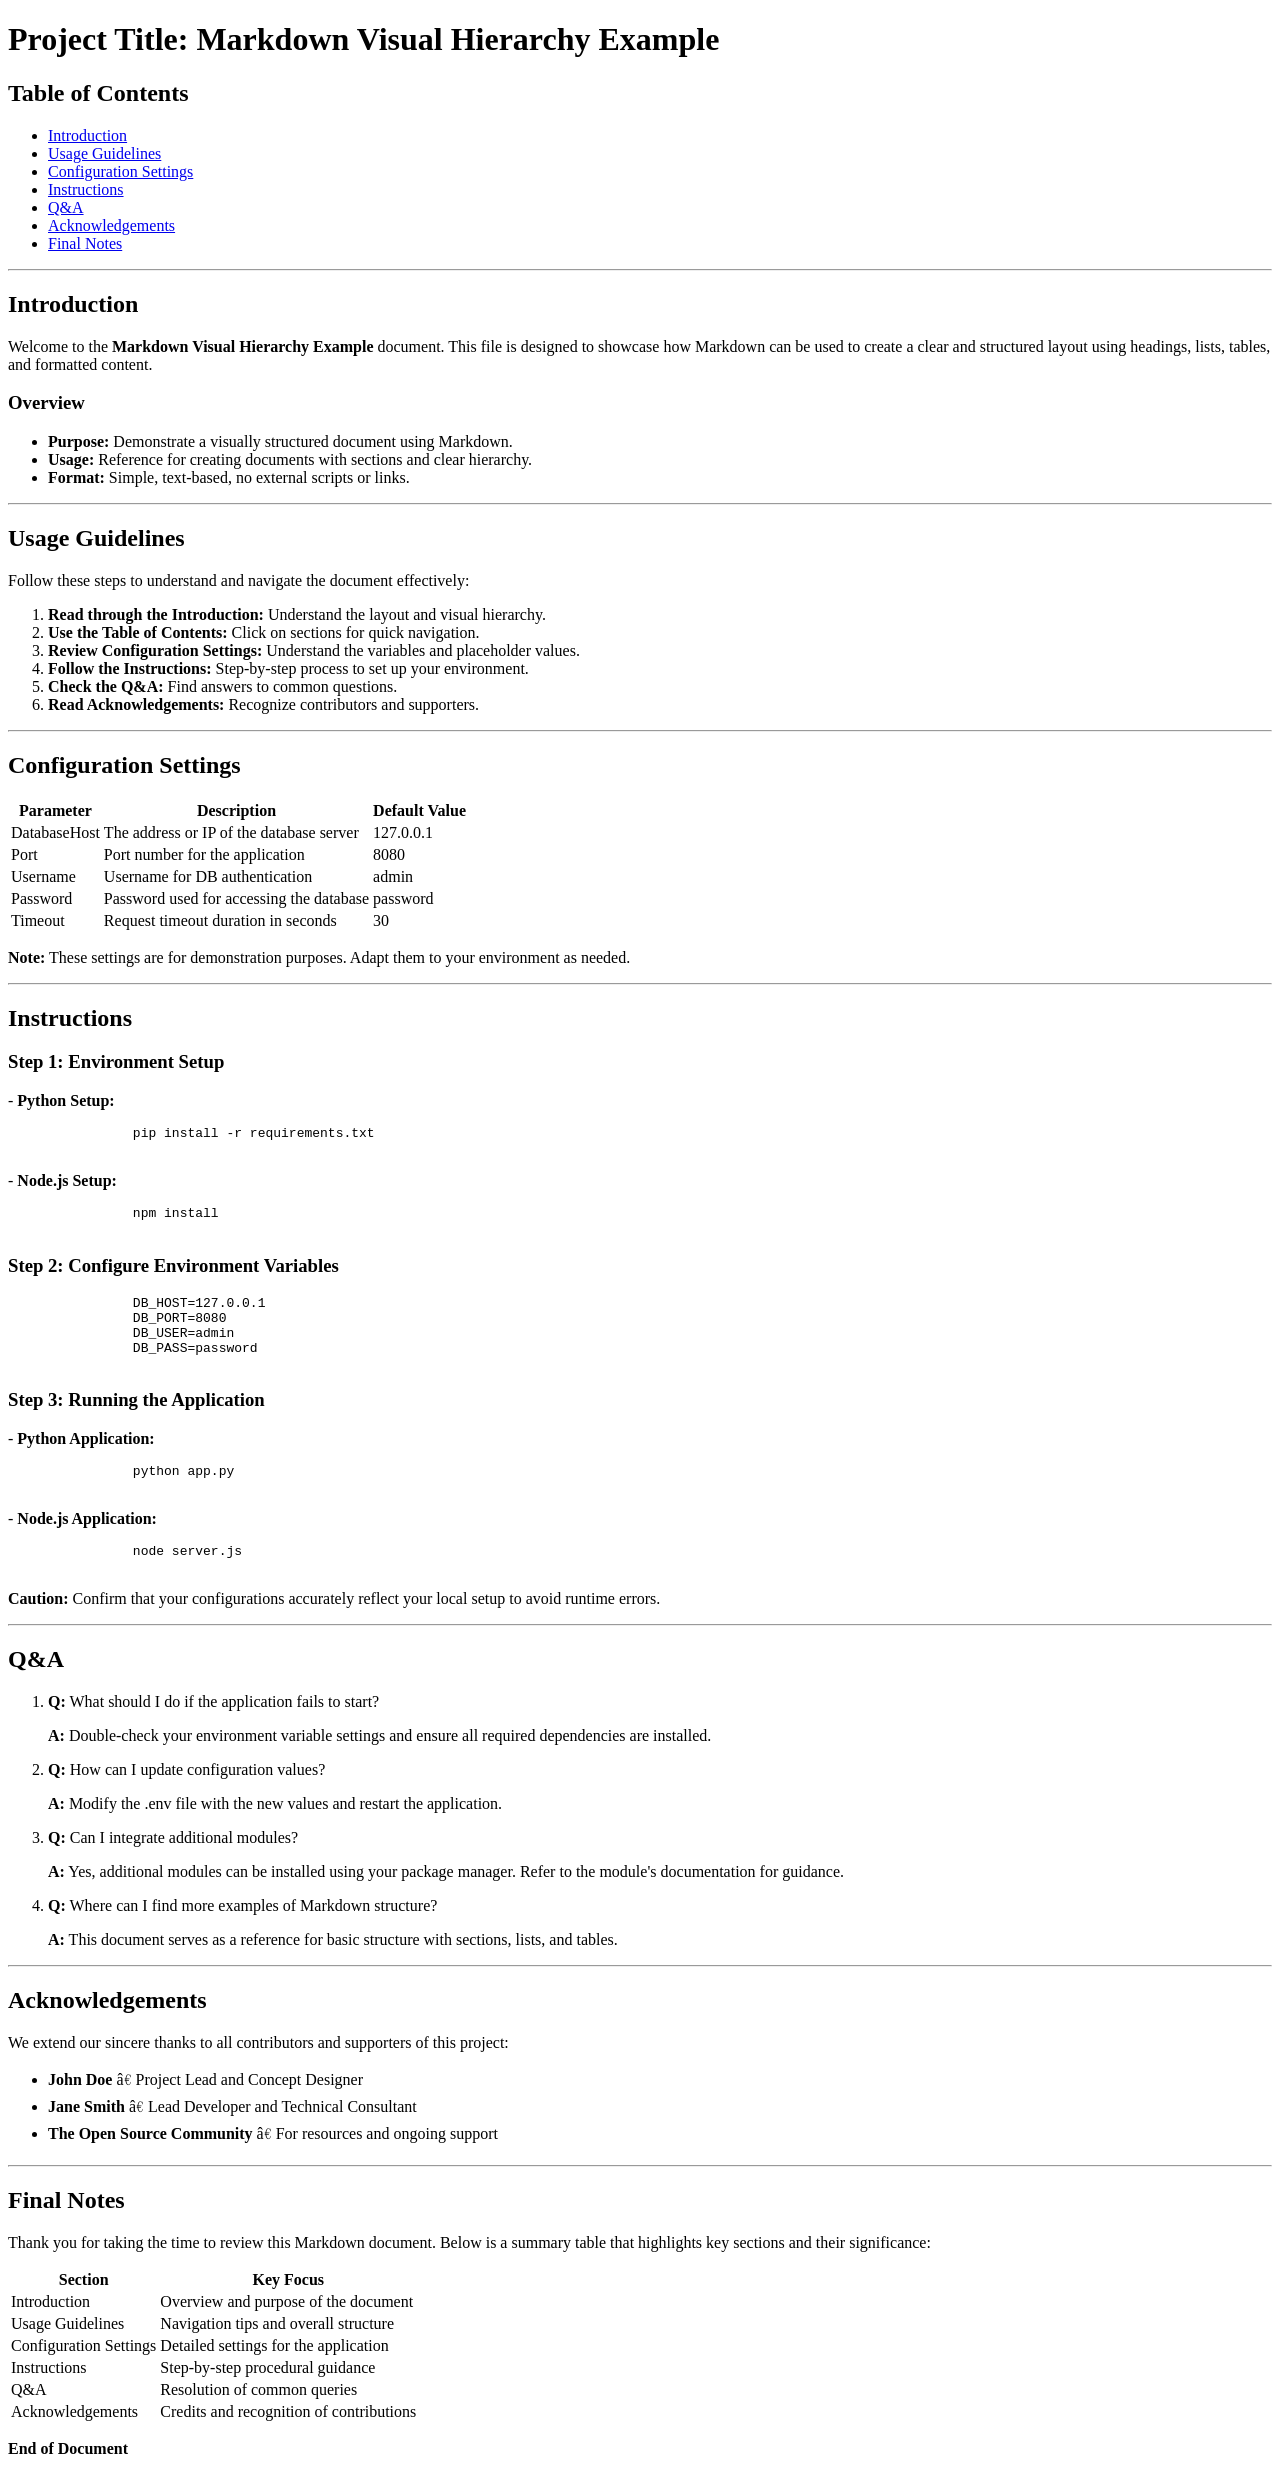 Project Title: Markdown Visual Hierarchy Example
Table of Contents
Introduction
Usage Guidelines
Configuration Settings
Instructions
Q&A
Acknowledgements
Final Notes
Introduction
Welcome to the Markdown Visual Hierarchy Example document. This file is designed to showcase how Markdown can be used to create a clear and structured layout using headings, lists, tables,
and formatted content.
Overview
Purpose: Demonstrate a visually structured document using Markdown.
Usage: Reference for creating documents with sections and clear hierarchy.
Format: Simple, text-based, no external scripts or links.
Usage Guidelines
Follow these steps to understand and navigate the document effectively:
1. Read through the Introduction: Understand the layout and visual hierarchy.
2. Use the Table of Contents: Click on sections for quick navigation.
3. Review Configuration Settings: Understand the variables and placeholder values.
4. Follow the Instructions: Step-by-step process to set up your environment.
5. Check the Q&A: Find answers to common questions.
6. Read Acknowledgements: Recognize contributors and supporters.
Configuration Settings
Parameter Description Default Value
DatabaseHost The address or IP of the database server 127.0.0.1
Port Port number for the application 8080
Username Username for DB authentication admin
Password Password used for accessing the database password
Timeout Request timeout duration in seconds 30
Note: These settings are for demonstration purposes. Adapt them to your environment as needed.
Instructions
Step 1: Environment Setup
- Python Setup:
pip install -r requirements.txt
- Node.js Setup:
npm install
Step 2: Configure Environment Variables
DB_HOST=127.0.0.1
DB_PORT=8080
DB_USER=admin
DB_PASS=password
Step 3: Running the Application
- Python Application:
python app.py
- Node.js Application:
node server.js
Caution: Confirm that your configurations accurately reflect your local setup to avoid runtime errors.
Q&A
1. Q: What should I do if the application fails to start?
A: Double-check your environment variable settings and ensure all required dependencies are installed.
2. Q: How can I update configuration values?
A: Modify the .env file with the new values and restart the application.
3. Q: Can I integrate additional modules?
A: Yes, additional modules can be installed using your package manager. Refer to the module's documentation for guidance.
4. Q: Where can I find more examples of Markdown structure?
A: This document serves as a reference for basic structure with sections, lists, and tables.
Acknowledgements
We extend our sincere thanks to all contributors and supporters of this project:
John Doe â€ Project Lead and Concept Designer
Jane Smith â€ Lead Developer and Technical Consultant
The Open Source Community â€ For resources and ongoing support
Final Notes
Thank you for taking the time to review this Markdown document. Below is a summary table that highlights key sections and their significance:
Section Key Focus
Introduction Overview and purpose of the document
Usage Guidelines Navigation tips and overall structure
Configuration Settings Detailed settings for the application
Instructions Step-by-step procedural guidance
Q&A Resolution of common queries
Acknowledgements Credits and recognition of contributions
End of Document